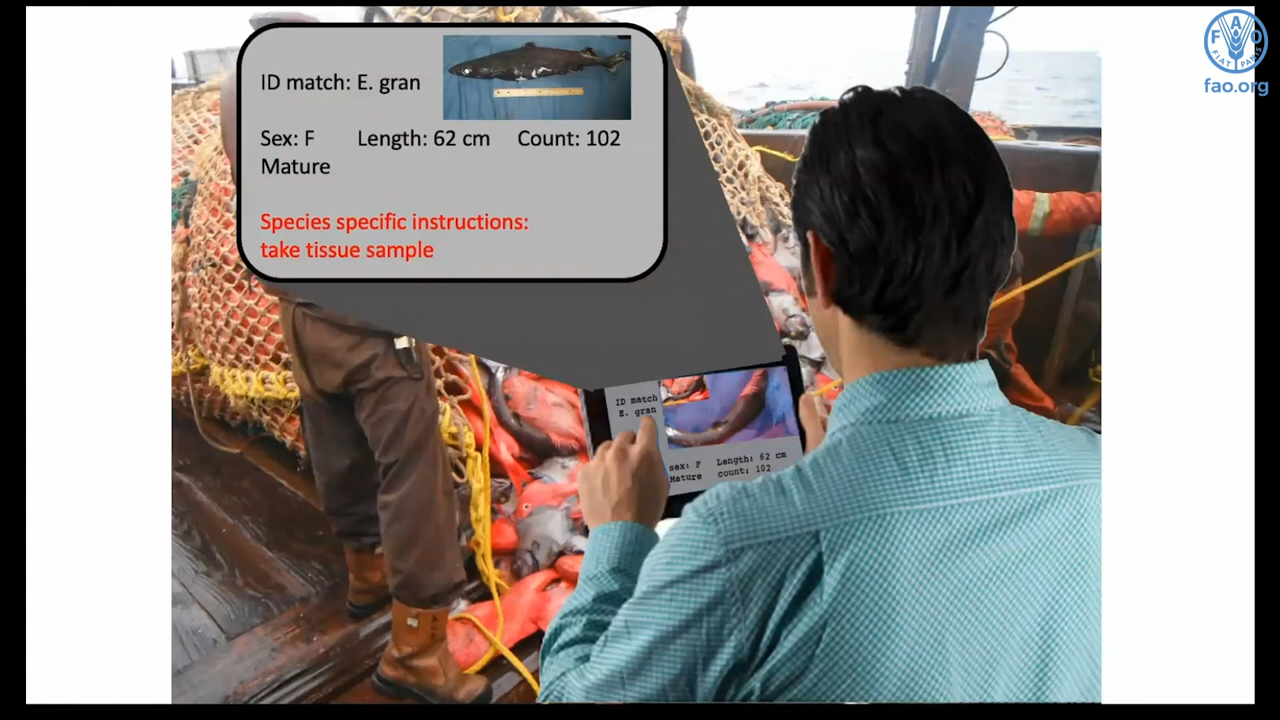 ID match: E. gran
Sex: F Length: 62 cm Count: 102
Mature
Species specific instructions:
take tissue sample
ID match
E. gran
sex: F Length: 62 cm
Mature count: 102
F A O
FIAT PANIS
fao.org